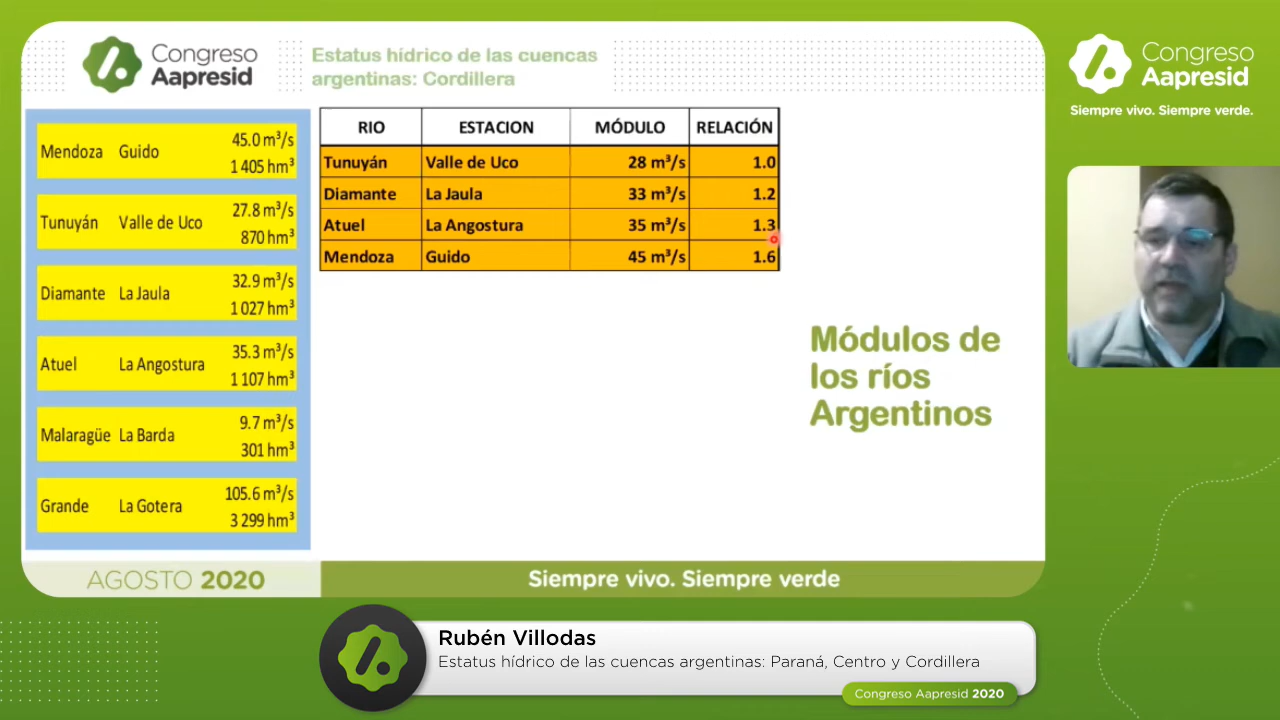 Congreso
Aapresid
Estatus hídrico de las cuencas
argentinas: Cordillera
Mendoza Guido 45.0 m³/s
1 405 hm³
Tunuyán Valle de Uco 27.8 m³/s
870 hm³
Diamante La Jaula 32.9 m³/s
1 027 hm³
Atuel La Angostura 35.3 m³/s
1 107 hm³
Malaragüe La Barda 9.7 m³/s
301 hm³
Grande La Gotera 105.6 m³/s
3 299 hm³
RIO ESTACION MÓDULO RELACIÓN
Tunuyán Valle de Uco 28 m³/s 1.0
Diamante La Jaula 33 m³/s 1.2
Atuel La Angostura 35 m³/s 1.3
Mendoza Guido 45 m³/s 1.6
Módulos de
los ríos
Argentinos
AGOSTO 2020
Siempre vivo. Siempre verde
Congreso
Aapresid
Siempre vivo. Siempre verde.
Rubén Villodas
Estatus hídrico de las cuencas argentinas: Paraná, Centro y Cordillera
Congreso Aapresid 2020